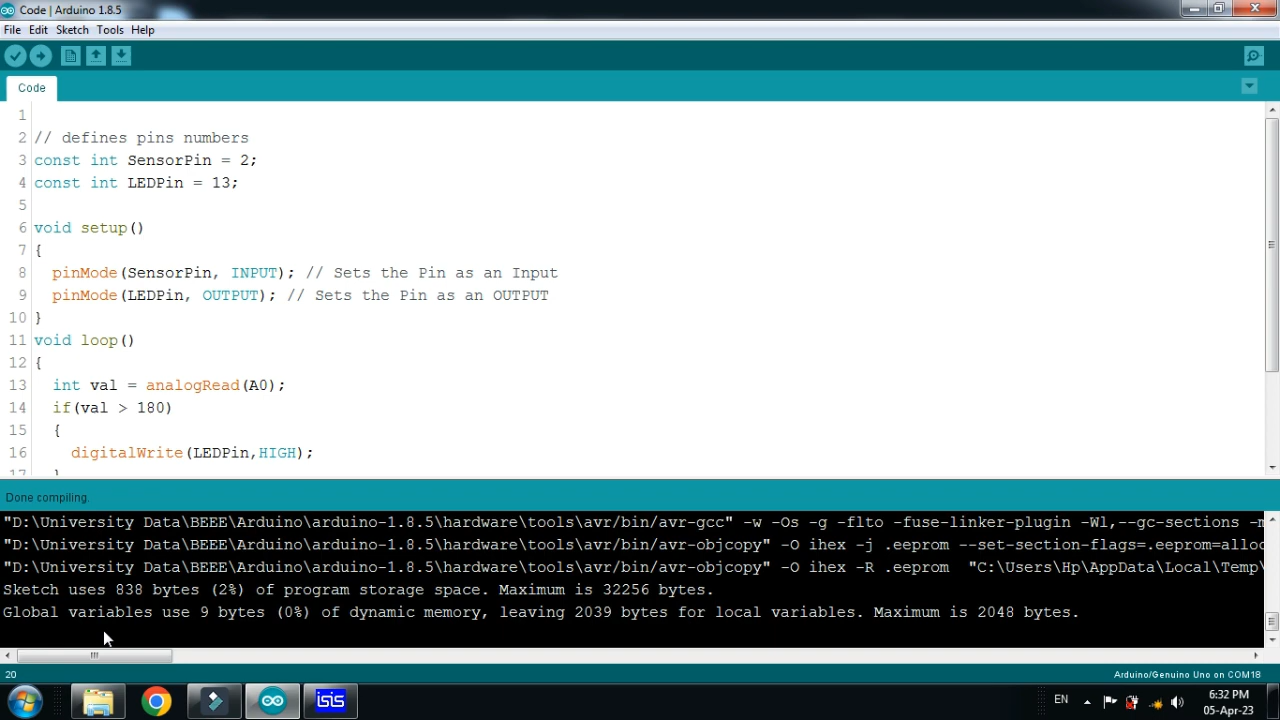 Code | Arduino 1.8.5
File Edit Sketch Tools Help
Code
1
2 // defines pins numbers
3 const int SensorPin = 2;
4 const int LEDPin = 13;
5
6 void setup()
7 {
8 pinMode(SensorPin, INPUT); // Sets the Pin as an Input
9 pinMode(LEDPin, OUTPUT); // Sets the Pin as an OUTPUT
10 }
11 void loop()
12 {
13 int val = analogRead(A0);
14 if(val > 180)
15 {
16 digitalWrite(LEDPin,HIGH);
17 }
Done compiling.
"D:\University Data\BEEE\Arduino\arduino-1.8.5\hardware\tools\avr/bin/avr-gcc" -w -Os -g -flto -fuse-linker-plugin -Wl,--gc-sections
"D:\University Data\BEEE\Arduino\arduino-1.8.5\hardware\tools\avr/bin/avr-objcopy" -O ihex -j .eeprom --set-section-flags=.eeprom=alloc
"D:\University Data\BEEE\Arduino\arduino-1.8.5\hardware\tools\avr/bin/avr-objcopy" -O ihex -R .eeprom "C:\Users\Hp\AppData\Local\Temp\
Sketch uses 838 bytes (2%) of program storage space. Maximum is 32256 bytes.
Global variables use 9 bytes (0%) of dynamic memory, leaving 2039 bytes for local variables. Maximum is 2048 bytes.
20 Arduino/Genuino Uno on COM18
isis EN 6:32 PM
05-Apr-23